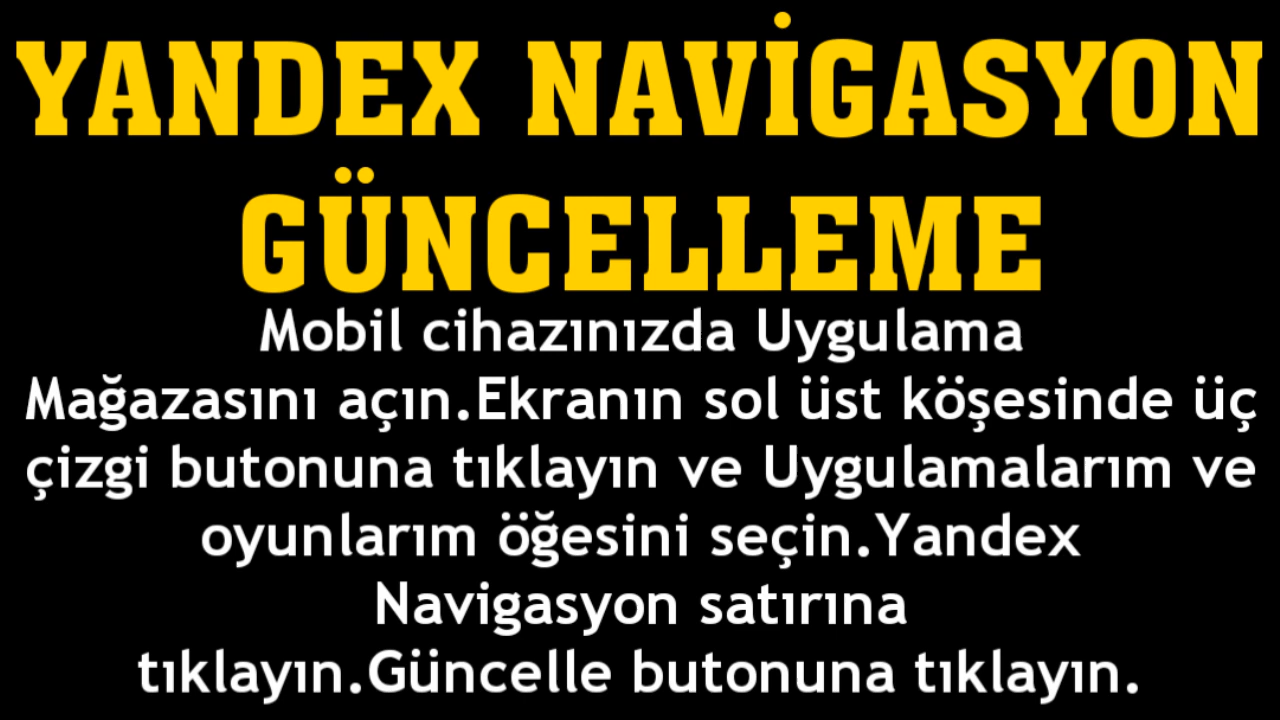 YANDEX NAVİGASYON
GÜNCELLEME
Mobil cihazınızda Uygulama
Mağazasını açın.Ekranın sol üst köşesinde üç
çizgi butonuna tıklayın ve Uygulamalarım ve
oyunlarım öğesini seçin.Yandex
Navigasyon satırına
tıklayın.Güncelle butonuna tıklayın.